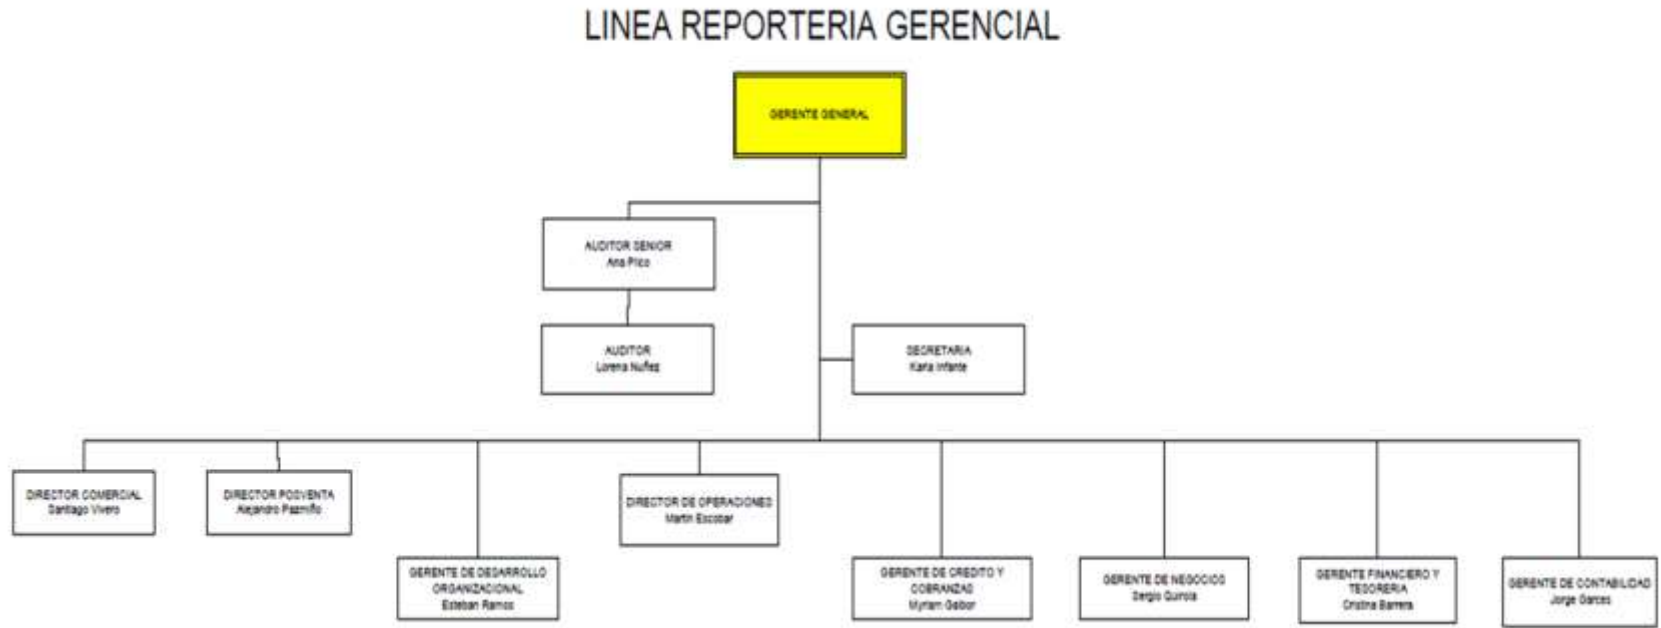 LINEA REPORTERIA GERENCIAL
GERENTE GENERAL
AUDITOR SENIOR
Ana Pico
AUDITOR
Lorena Nuñez
SECRETARIA
Karla Infante
DIRECTOR COMERCIAL
Santiago Vivero
DIRECTOR POSVENTA
Alejandro Pazmiño
GERENTE DE DESARROLLO
ORGANIZACIONAL
Esteban Ramos
DIRECTOR DE OPERACIONES
Martin Escobar
GERENTE DE CREDITO Y
COBRANZAS
Myriam Gaibor
GERENTE DE NEGOCIOS
Sergio Quirola
GERENTE FINANCIERO Y
TESORERIA
Cristina Barrera
GERENTE DE CONTABILIDAD
Jorge Garces